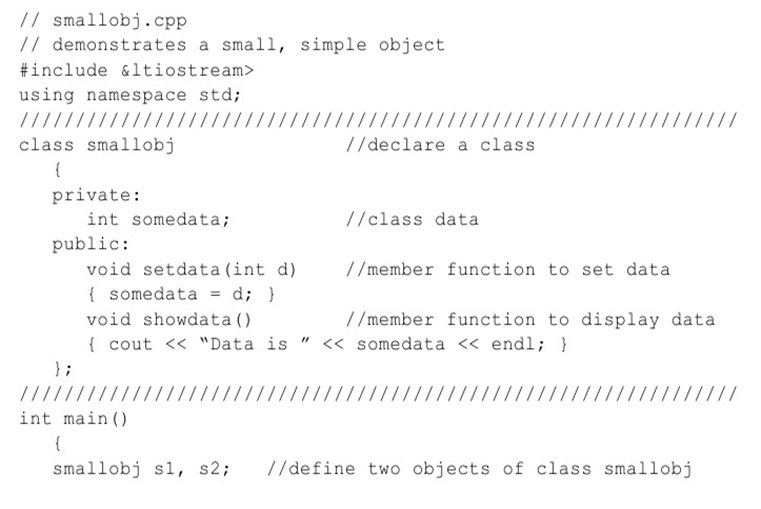 // smallobj.cpp
// demonstrates a small, simple object
#include &ltiostream>
using namespace std;
////////////////////////////////////////////////////////////////
class smallobj //declare a class
{
private:
int somedata; //class data
public:
void setdata(int d) //member function to set data
{ somedata = d; }
void showdata() //member function to display data
{ cout << “Data is ” << somedata << endl; }
};
////////////////////////////////////////////////////////////////
int main()
{
smallobj s1, s2; //define two objects of class smallobj